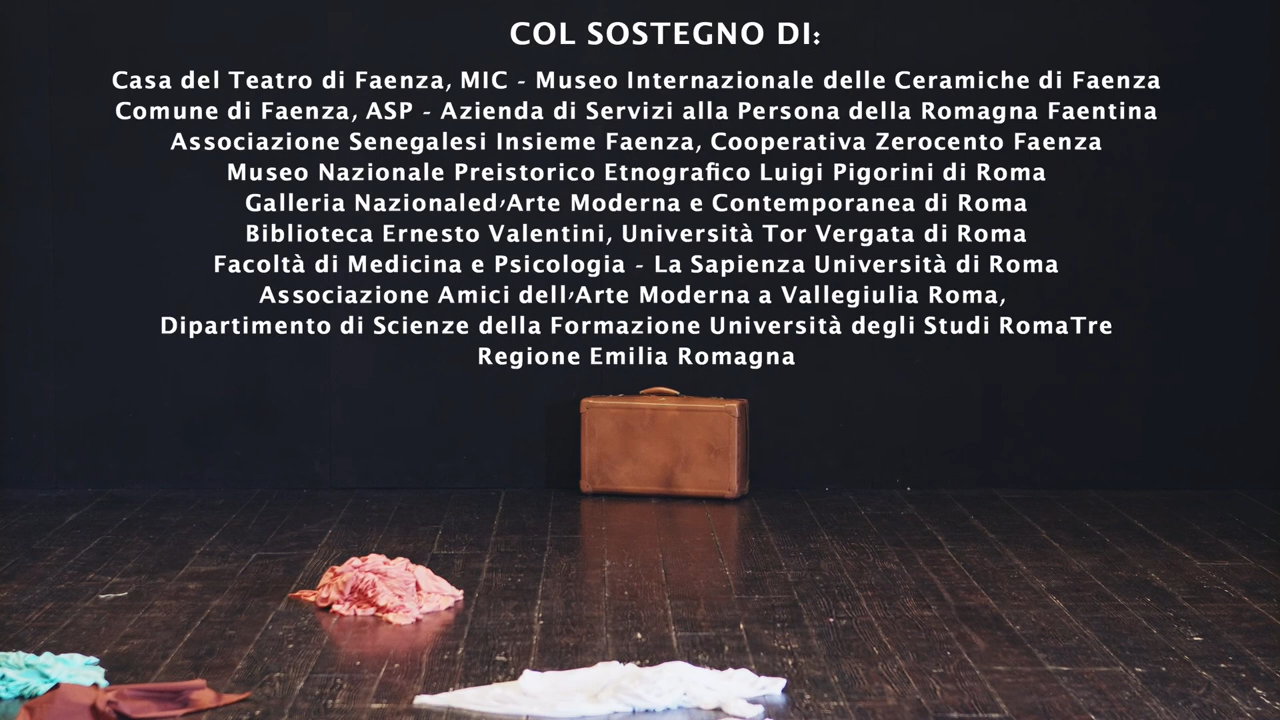 COL SOSTEGNO DI:
Casa del Teatro di Faenza, MIC - Museo Internazionale delle Ceramiche di Faenza
Comune di Faenza, ASP - Azienda di Servizi alla Persona della Romagna Faentina
Associazione Senegalesi Insieme Faenza, Cooperativa Zerocento Faenza
Museo Nazionale Preistorico Etnografico Luigi Pigorini di Roma
Galleria Nazionaled'Arte Moderna e Contemporanea di Roma
Biblioteca Ernesto Valentini, Università Tor Vergata di Roma
Facoltà di Medicina e Psicologia - La Sapienza Università di Roma
Associazione Amici dell'Arte Moderna a Vallegiulia Roma,
Dipartimento di Scienze della Formazione Università degli Studi RomaTre
Regione Emilia Romagna